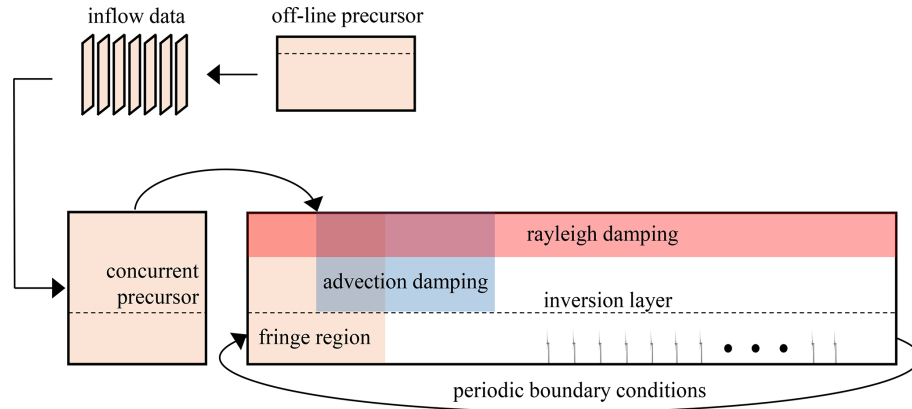 inflow data
off-line precursor
rayleigh damping
concurrent
precursor
advection damping
inversion layer
fringe region
periodic boundary conditions